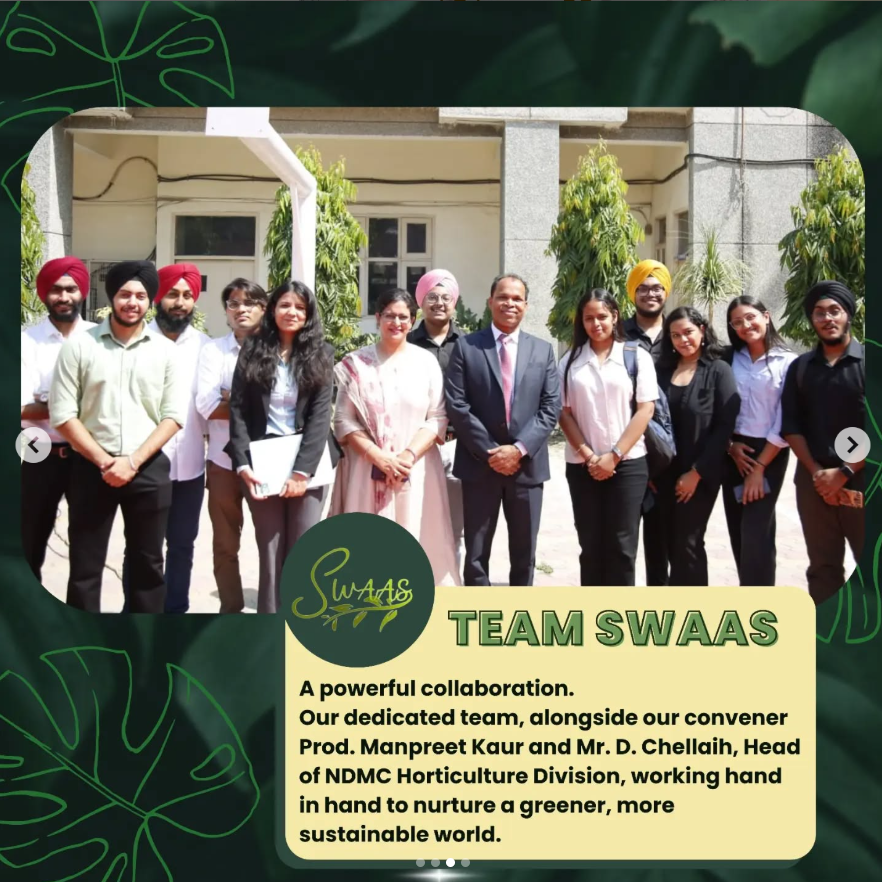 Swaas
TEAM SWAAS
A powerful collaboration.
Our dedicated team, alongside our convener
Prod. Manpreet Kaur and Mr. D. Chellaih, Head
of NDMC Horticulture Division, working hand
in hand to nurture a greener, more
sustainable world.